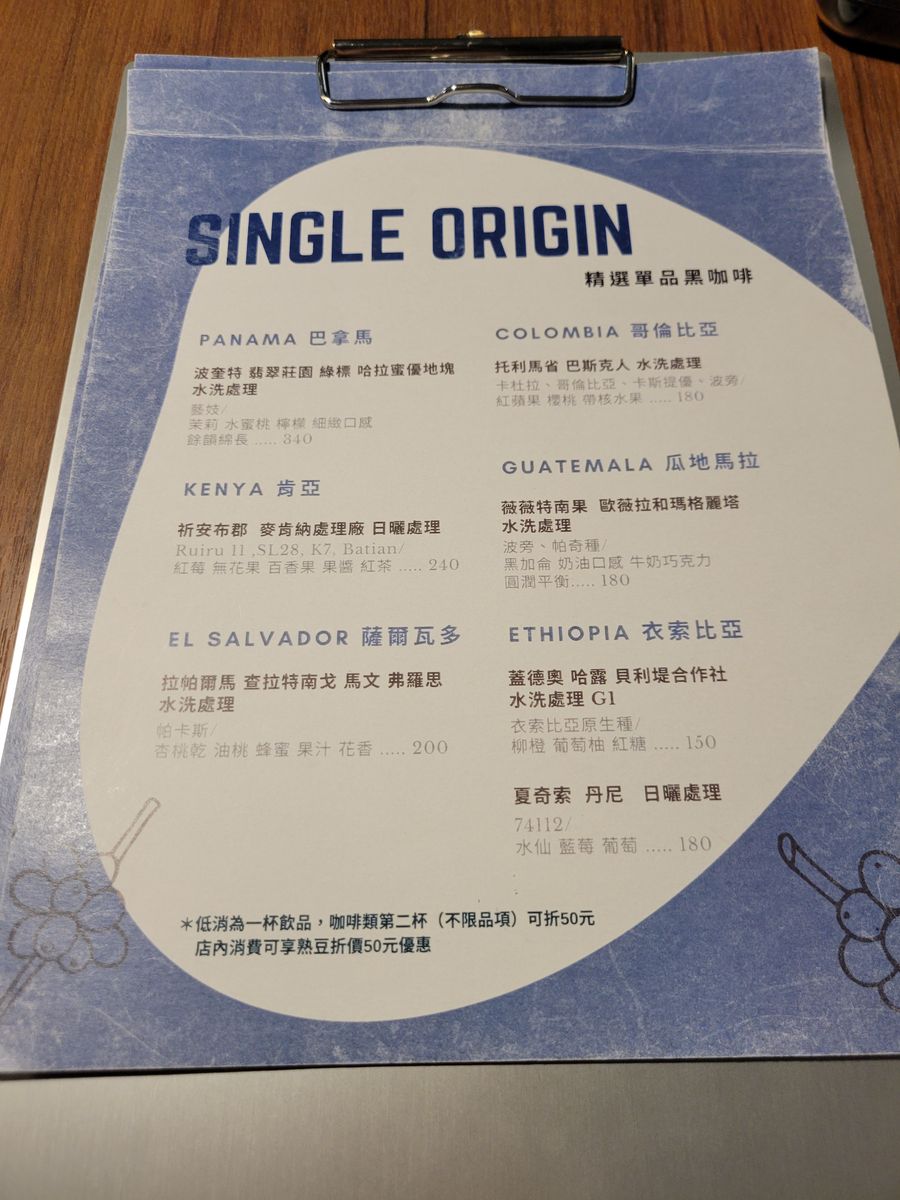 SINGLE ORIGIN
精選單品黑咖啡
PANAMA 巴拿馬
波奎特 翡翠莊園 綠標 哈拉蜜優地塊
水洗處理
藝妓/
茉莉 水蜜桃 檸檬 細緻口感
餘韻綿長 ..... 340
KENYA 肯亞
祈安布郡 麥肯納處理廠 日曬處理
Ruiru 11 ,SL28, K7, Batian/
紅莓 無花果 百香果 果醬 紅茶 ..... 240
EL SALVADOR 薩爾瓦多
拉帕爾馬 查拉特南戈 馬文 弗羅思
水洗處理
帕卡斯/
杏桃乾 油桃 蜂蜜 果汁 花香 ..... 200
COLOMBIA 哥倫比亞
托利馬省 巴斯克人 水洗處理
卡杜拉、哥倫比亞、卡斯提優、波旁/
紅蘋果 櫻桃 帶核水果 ..... 180
GUATEMALA 瓜地馬拉
薇薇特南果 歐薇拉和瑪格麗塔
水洗處理
波旁、帕奇種/
黑加侖 奶油口感 牛奶巧克力
圓潤平衡..... 180
ETHIOPIA 衣索比亞
蓋德奧 哈露 貝利堤合作社
水洗處理 G1
衣索比亞原生種/
柳橙 葡萄柚 紅糖 ..... 150
夏奇索 丹尼 日曬處理
74112/
水仙 藍莓 葡萄 ..... 180
＊低消為一杯飲品，咖啡類第二杯（不限品項）可折50元
店內消費可享熟豆折價50元優惠